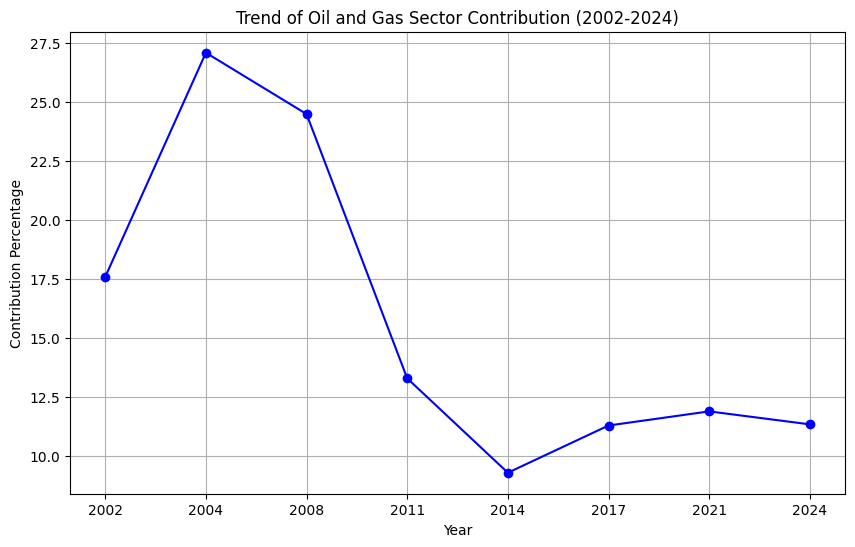 Trend of Oil and Gas Sector Contribution (2002-2024)
27.5
25.0
22.5
20.0
17.5
15.0
12.5
10.0
Contribution Percentage
2002 2004 2008 2011 2014 2017 2021 2024
Year